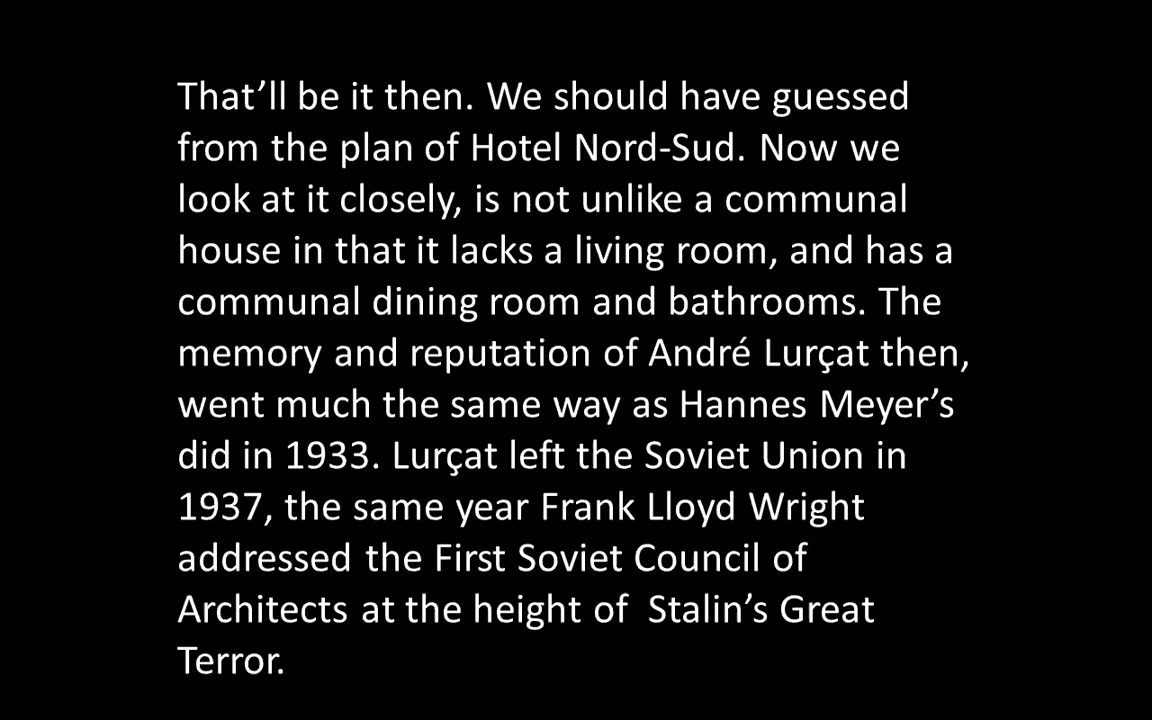 That’ll be it then. We should have guessed
from the plan of Hotel Nord-Sud. Now we
look at it closely, is not unlike a communal
house in that it lacks a living room, and has a
communal dining room and bathrooms. The
memory and reputation of André Lurçat then,
went much the same way as Hannes Meyer’s
did in 1933. Lurçat left the Soviet Union in
1937, the same year Frank Lloyd Wright
addressed the First Soviet Council of
Architects at the height of  Stalin’s Great
Terror.